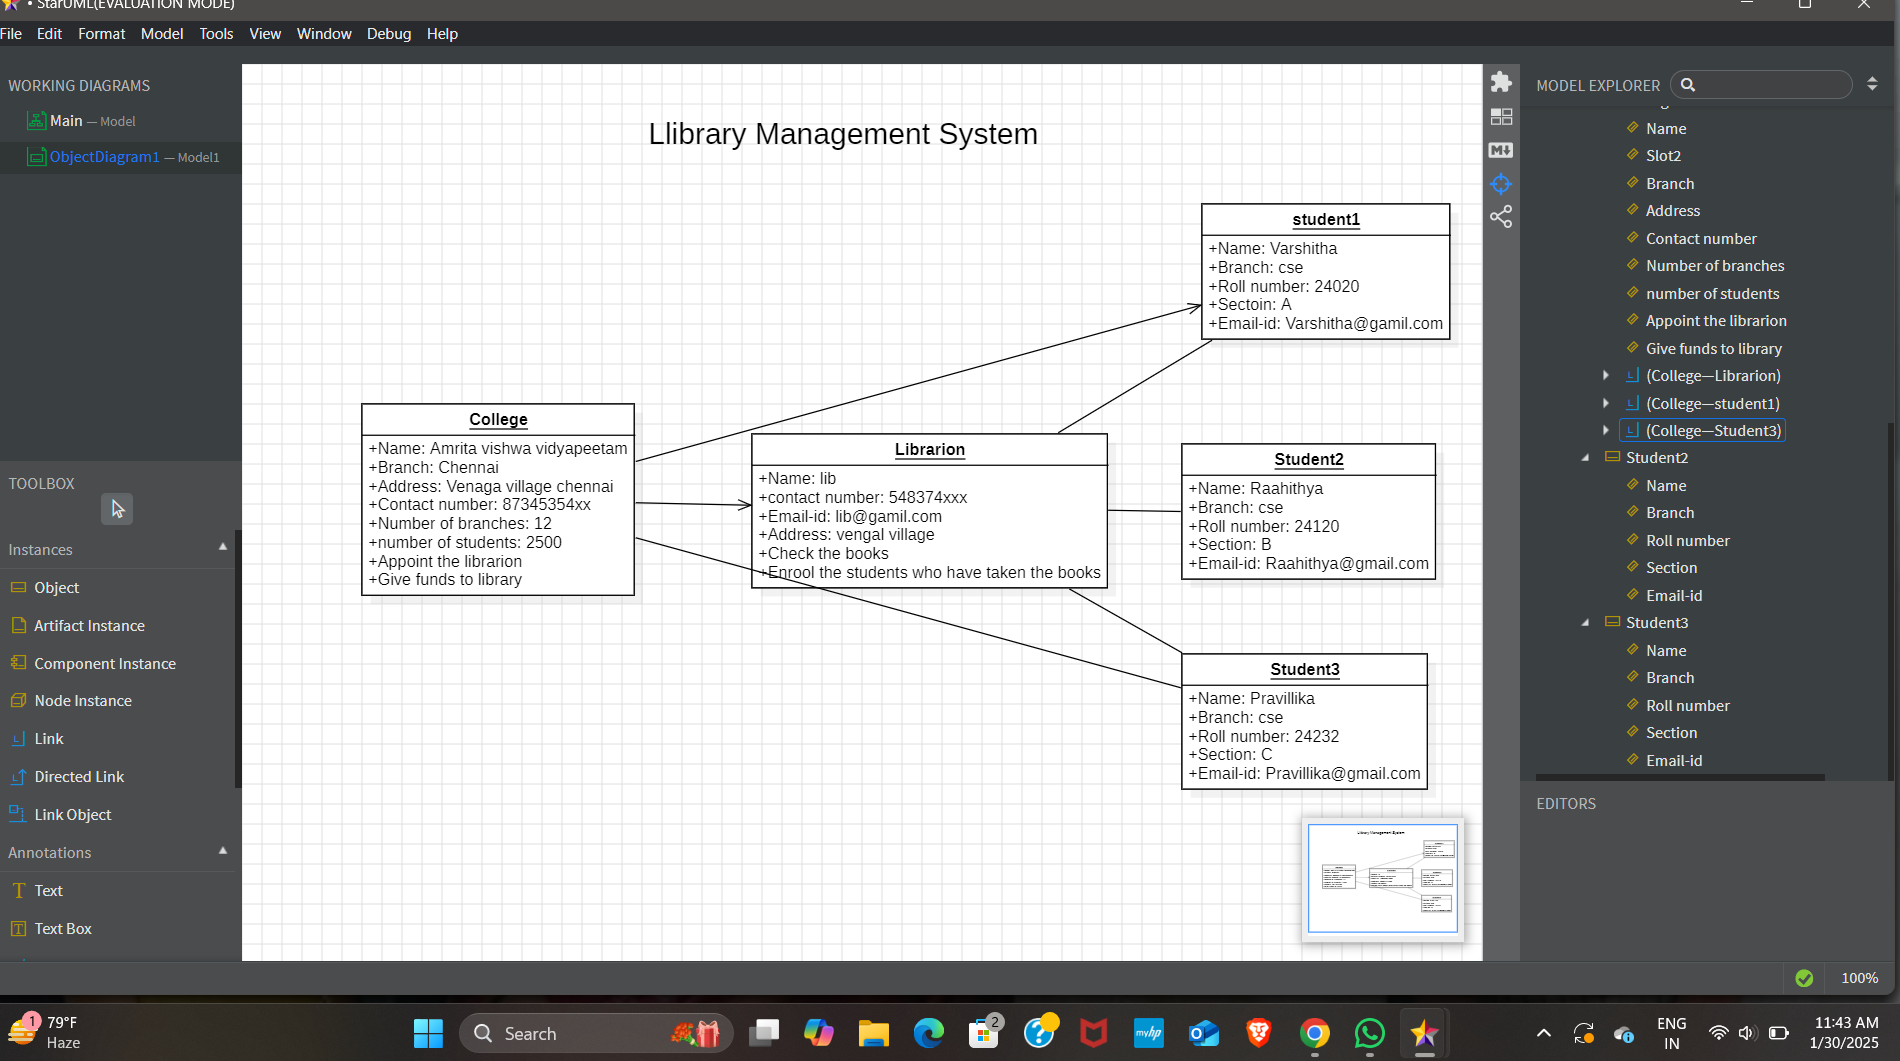 StarUML(EVALUATION MODE)
File Edit Format Model Tools View Window Debug Help
WORKING DIAGRAMS
Main — Model
ObjectDiagram1 — Model1
TOOLBOX
Instances
Object
Artifact Instance
Component Instance
Node Instance
Link
Directed Link
Link Object
Annotations
Text
Text Box
Llibrary Management System
College
+Name: Amrita vishwa vidyapeetam
+Branch: Chennai
+Address: Venaga village chennai
+Contact number: 87345354xx
+Number of branches: 12
+number of students: 2500
+Appoint the librarion
+Give funds to library
Librarion
+Name: lib
+contact number: 548374xxx
+Email-id: lib@gamil.com
+Address: vengal village
+Check the books
+Enrool the students who have taken the books
student1
+Name: Varshitha
+Branch: cse
+Roll number: 24020
+Sectoin: A
+Email-id: Varshitha@gamil.com
Student2
+Name: Raahithya
+Branch: cse
+Roll number: 24120
+Section: B
+Email-id: Raahithya@gmail.com
Student3
+Name: Pravillika
+Branch: cse
+Roll number: 24232
+Section: C
+Email-id: Pravillika@gmail.com
MODEL EXPLORER
Name
Slot2
Branch
Address
Contact number
Number of branches
number of students
Appoint the librarion
Give funds to library
(College—Librarion)
(College—student1)
(College—Student3)
Student2
Name
Branch
Roll number
Section
Email-id
Student3
Name
Branch
Roll number
Section
Email-id
EDITORS
100%
1
79°F
Haze
Search
2
myhp
ENG
IN
11:43 AM
1/30/2025